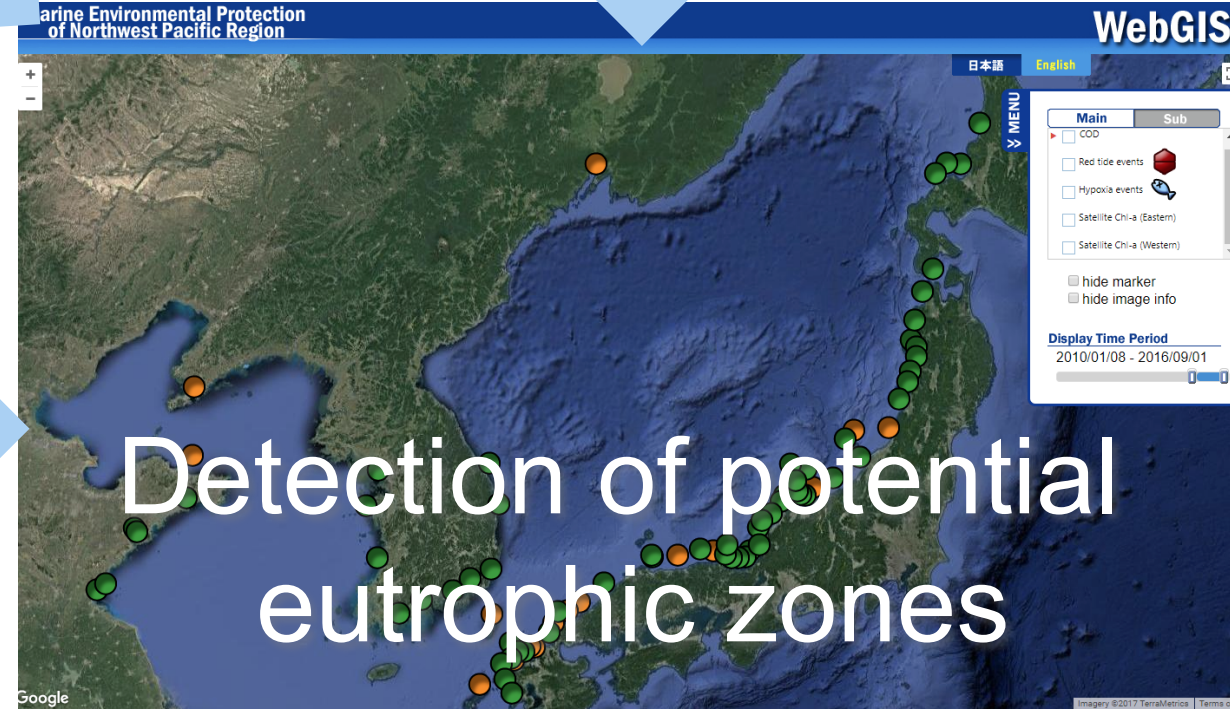 arine Environmental Protection
of Northwest Pacific Region
WebGIS
+
−
日本語 English
>> MENU
Main Sub
COD
Red tide events
Hypoxia events
Satellite Chl-a (Eastern)
Satellite Chl-a (Western)
hide marker
hide image info
Display Time Period
2010/01/08 - 2016/09/01
Detection of potential
eutrophic zones
Google
Imagery ©2017 TerraMetrics Terms o